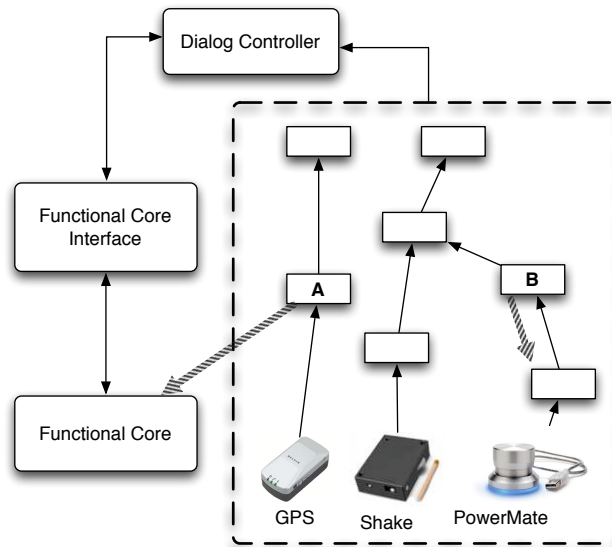 Dialog Controller
Functional Core
Interface
A
B
Functional Core
GPS
Shake
PowerMate